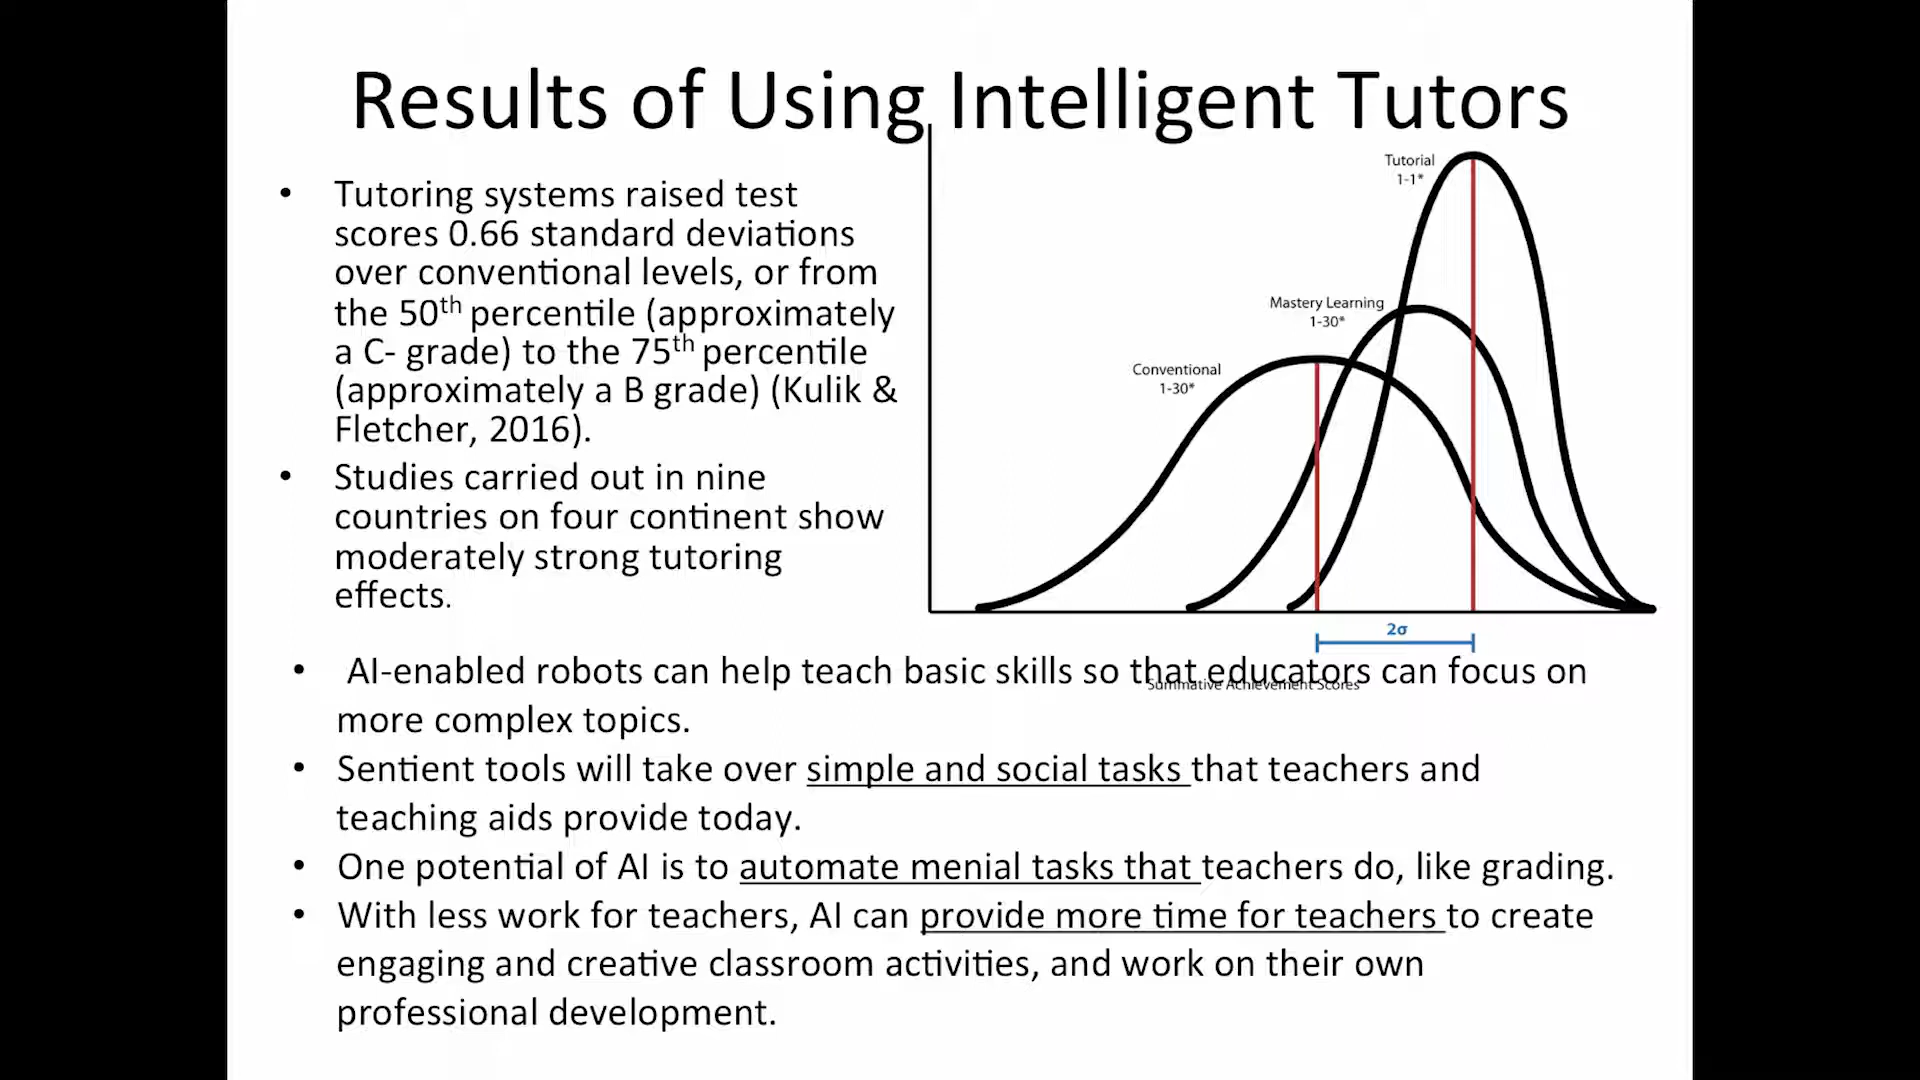 Results of Using Intelligent Tutors
• Tutoring systems raised test
scores 0.66 standard deviations
over conventional levels, or from
the 50th percentile (approximately
a C- grade) to the 75th percentile
(approximately a B grade) (Kulik &
Fletcher, 2016).
• Studies carried out in nine
countries on four continent show
moderately strong tutoring
effects.
Tutorial
1-1*
Mastery Learning
1-30*
Conventional
1-30*
2σ
Summative Achievement Scores
• AI-enabled robots can help teach basic skills so that educators can focus on
more complex topics.
• Sentient tools will take over simple and social tasks that teachers and
teaching aids provide today.
• One potential of AI is to automate menial tasks that teachers do, like grading.
• With less work for teachers, AI can provide more time for teachers to create
engaging and creative classroom activities, and work on their own
professional development.